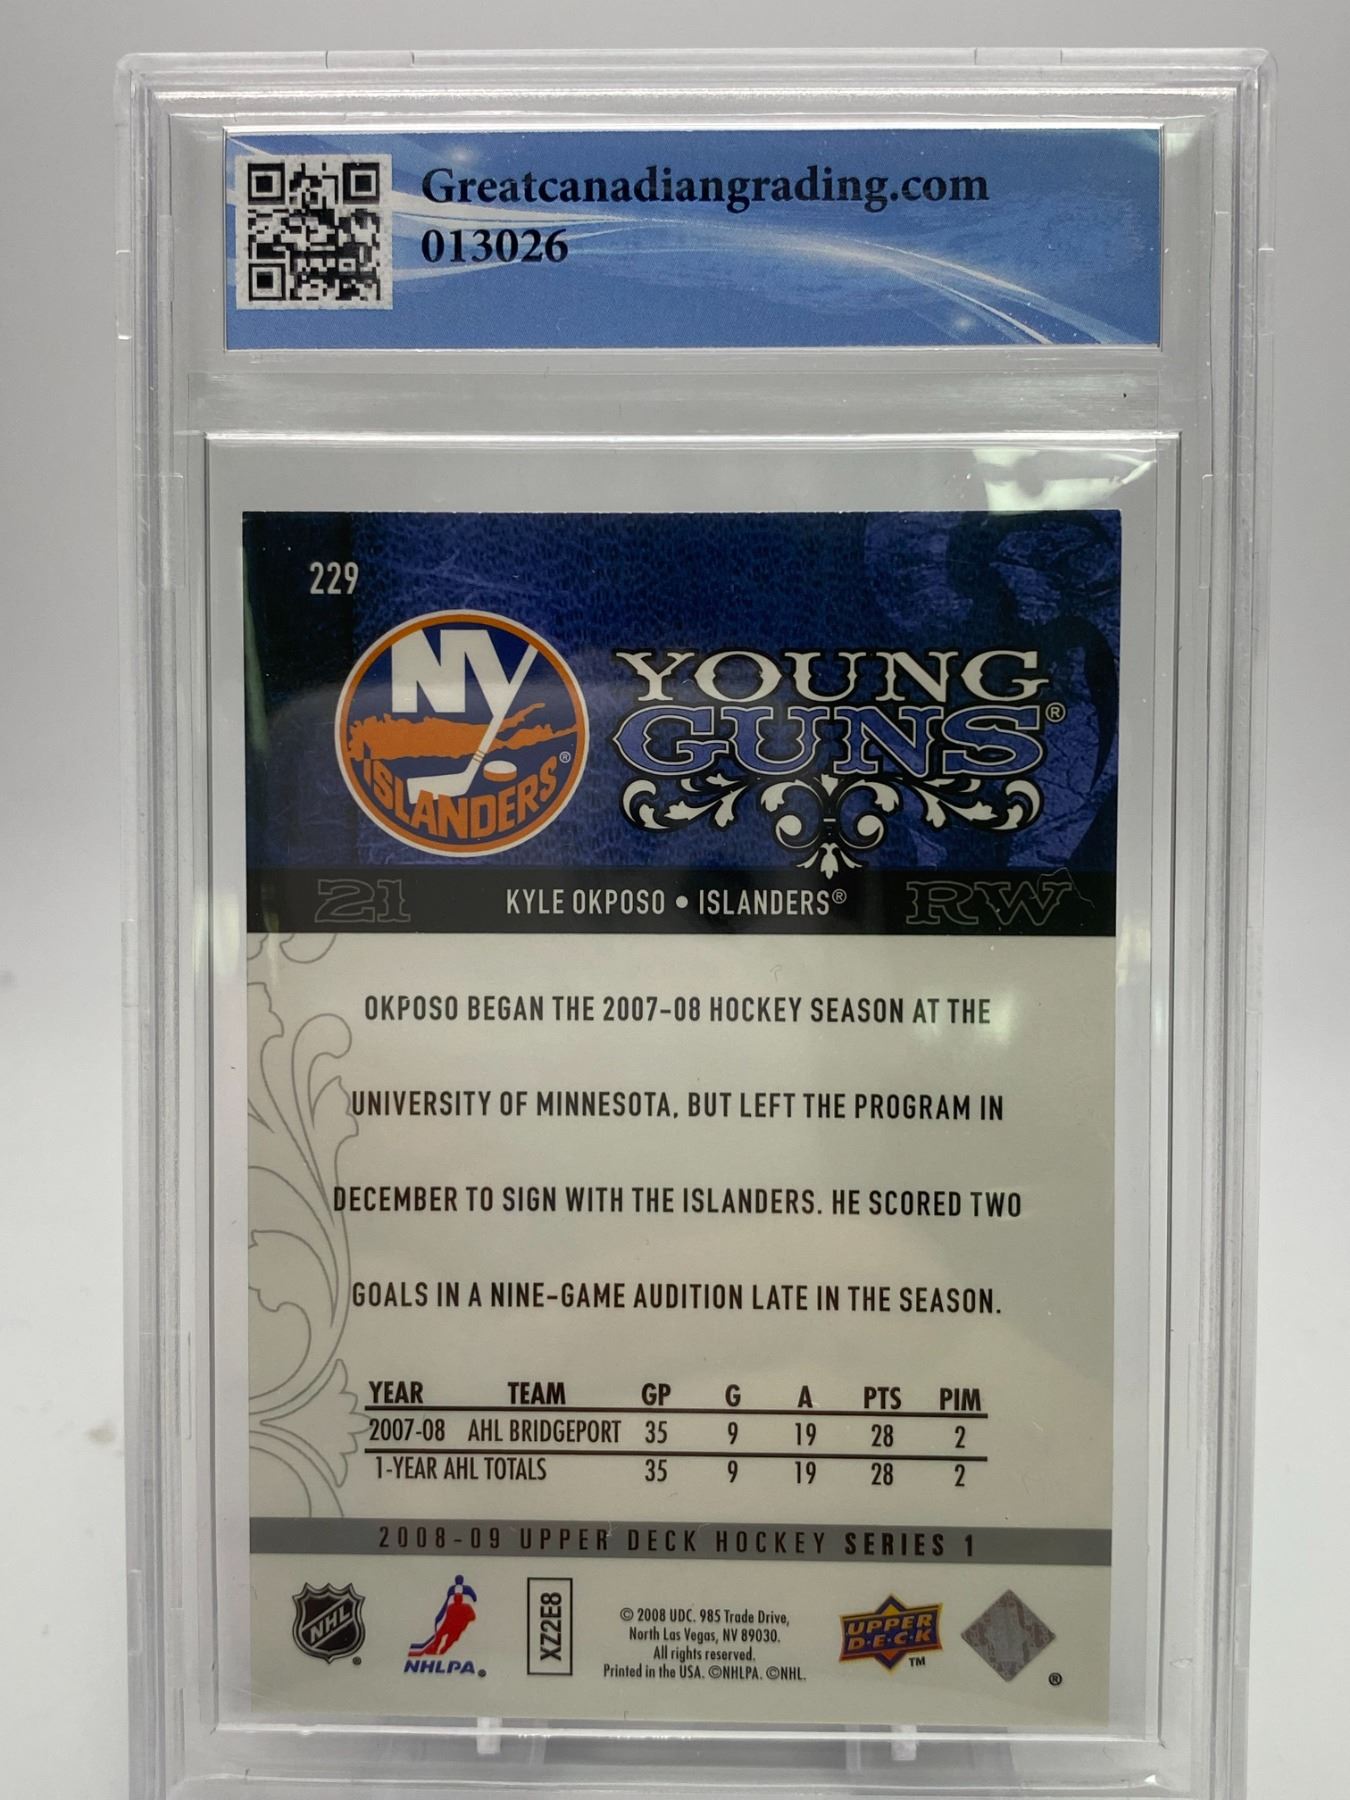 Greatcanadiangrading.com
013026
229
NY
ISLANDERS®
YOUNG
GUNS®
21 KYLE OKPOSO • ISLANDERS® RW
OKPOSO BEGAN THE 2007-08 HOCKEY SEASON AT THE
UNIVERSITY OF MINNESOTA, BUT LEFT THE PROGRAM IN
DECEMBER TO SIGN WITH THE ISLANDERS. HE SCORED TWO
GOALS IN A NINE-GAME AUDITION LATE IN THE SEASON.
YEAR TEAM GP G A PTS PIM
2007-08 AHL BRIDGEPORT 35 9 19 28 2
1-YEAR AHL TOTALS 35 9 19 28 2
2008-09 UPPER DECK HOCKEY SERIES 1
NHL®
NHLPA®
XZ2E8
© 2008 UDC. 985 Trade Drive,
North Las Vegas, NV 89030.
All rights reserved.
Printed in the USA. ©NHLPA. ©NHL.
UPPER
D·E·C·K
TM
®